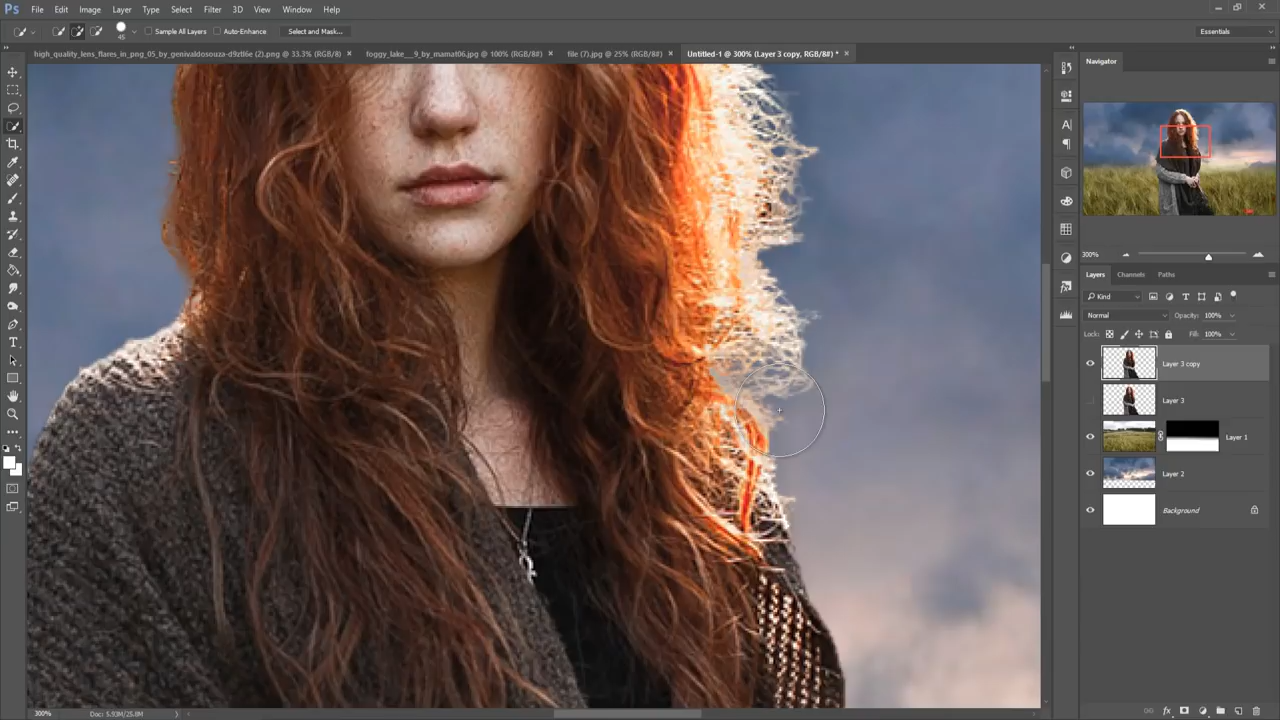 Ps File Edit Image Layer Type Select Filter 3D View Window Help
45 Sample All Layers Auto-Enhance Select and Mask... Essentials
high_quality_lens_flares_in_png_05_by_genivaldosouza-d9ztl6e (2).png @ 33.3% (RGB/8) × foggy_lake__9_by_mamat06.jpg @ 100% (RGB/8#) × file (7).jpg @ 25% (RGB/8#) × Untitled-1 @ 300% (Layer 3 copy, RGB/8#) * ×
Navigator
300%
Layers Channels Paths
Kind
Normal Opacity: 100%
Lock: Fill: 100%
Layer 3 copy
Layer 3
Layer 1
Layer 2
Background
300% Doc: 5.93M/25.8M